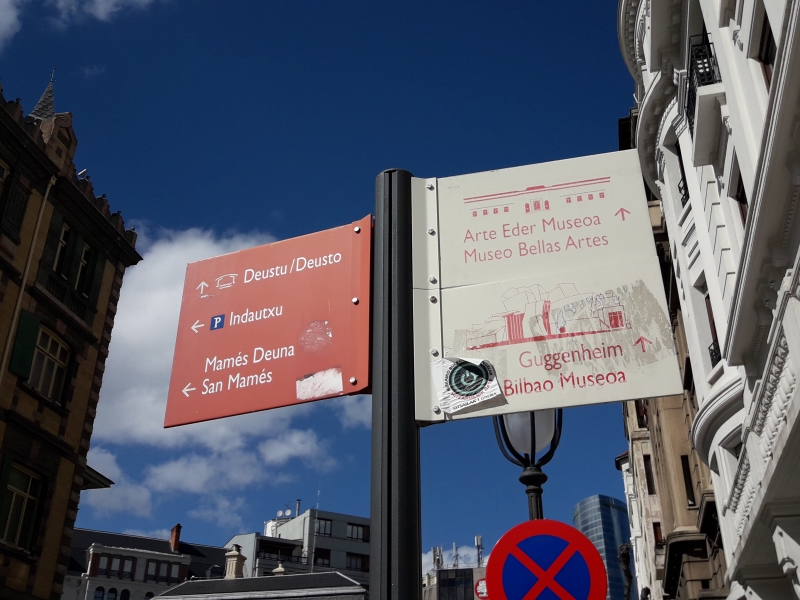 Deustu / Deusto
P Indautxu
Mamés Deuna
San Mamés
Arte Eder Museoa
Museo Bellas Artes
Guggenheim
Bilbao Museoa